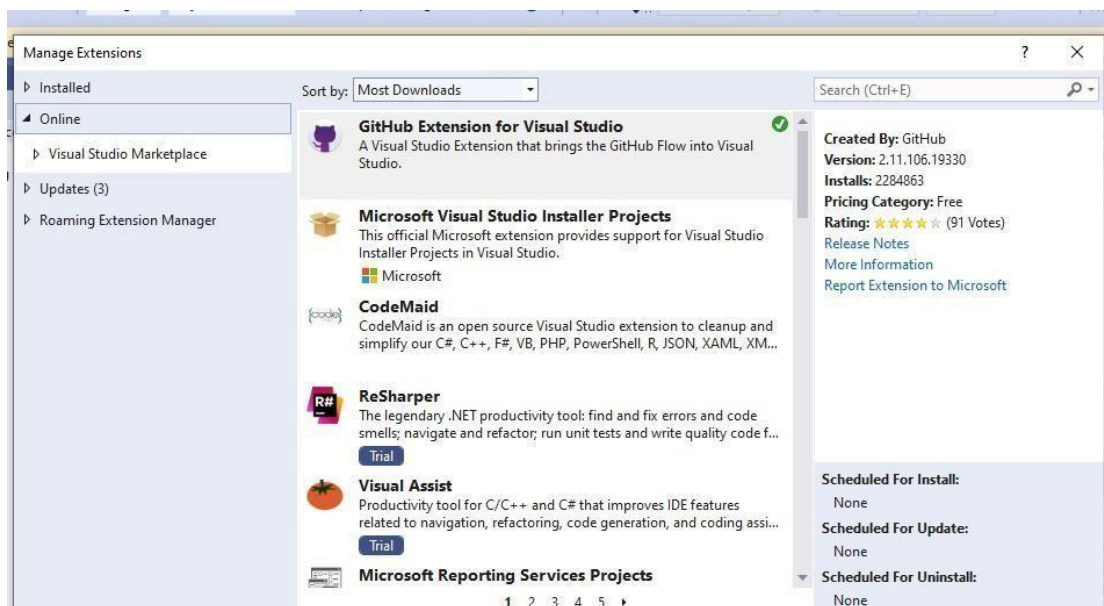 Manage Extensions
?
Installed
Online
Visual Studio Marketplace
Updates (3)
Roaming Extension Manager
Sort by: Most Downloads
GitHub Extension for Visual Studio
A Visual Studio Extension that brings the GitHub Flow into Visual
Studio.
Microsoft Visual Studio Installer Projects
This official Microsoft extension provides support for Visual Studio
Installer Projects in Visual Studio.
Microsoft
{code}
CodeMaid
CodeMaid is an open source Visual Studio extension to cleanup and
simplify our C#, C++, F#, VB, PHP, PowerShell, R, JSON, XAML, XM...
R#
ReSharper
The legendary .NET productivity tool: find and fix errors and code
smells; navigate and refactor; run unit tests and write quality code f...
Trial
Visual Assist
Productivity tool for C/C++ and C# that improves IDE features
related to navigation, refactoring, code generation, and coding assi...
Trial
Microsoft Reporting Services Projects
1 2 3 4 5
Search (Ctrl+E)
Created By: GitHub
Version: 2.11.106.19330
Installs: 2284863
Pricing Category: Free
Rating: (91 Votes)
Release Notes
More Information
Report Extension to Microsoft
Scheduled For Install:
None
Scheduled For Update:
None
Scheduled For Uninstall:
None